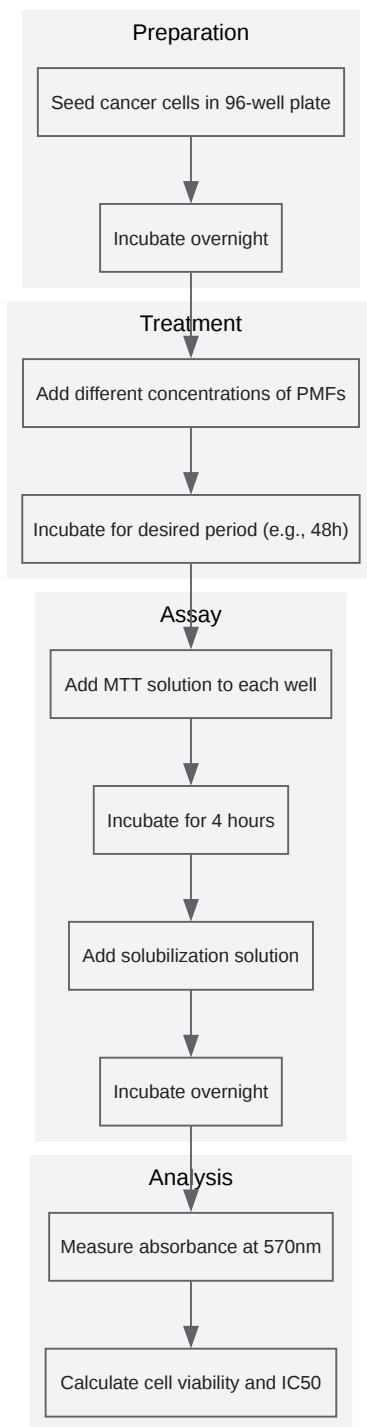 Preparation
Seed cancer cells in 96-well plate
Incubate overnight
Treatment
Add different concentrations of PMFs
Incubate for desired period (e.g., 48h)
Assay
Add MTT solution to each well
Incubate for 4 hours
Add solubilization solution
Incubate overnight
Analysis
Measure absorbance at 570nm
Calculate cell viability and IC50